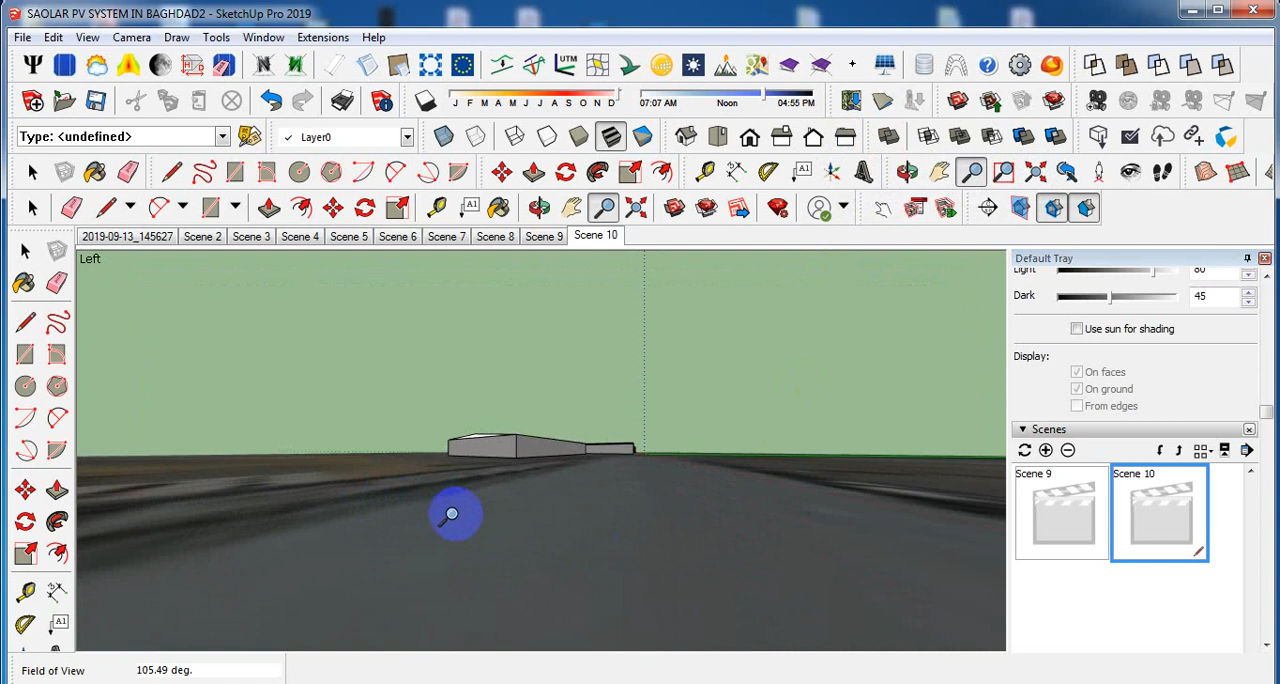 SAOLAR PV SYSTEM IN BAGHDAD2 - SketchUp Pro 2019
File Edit View Camera Draw Tools Window Extensions Help
UTM
J F M A M J J A S O N D 07:07 AM Noon 04:55 PM
Type: <undefined> ✓ Layer0
A1
A1
2019-09-13_145627 Scene 2 Scene 3 Scene 4 Scene 5 Scene 6 Scene 7 Scene 8 Scene 9 Scene 10
Left
Default Tray
Light 80
Dark 45
Use sun for shading
Display:
On faces
On ground
From edges
Scenes
Scene 9 Scene 10
A1
Field of View 105.49 deg.